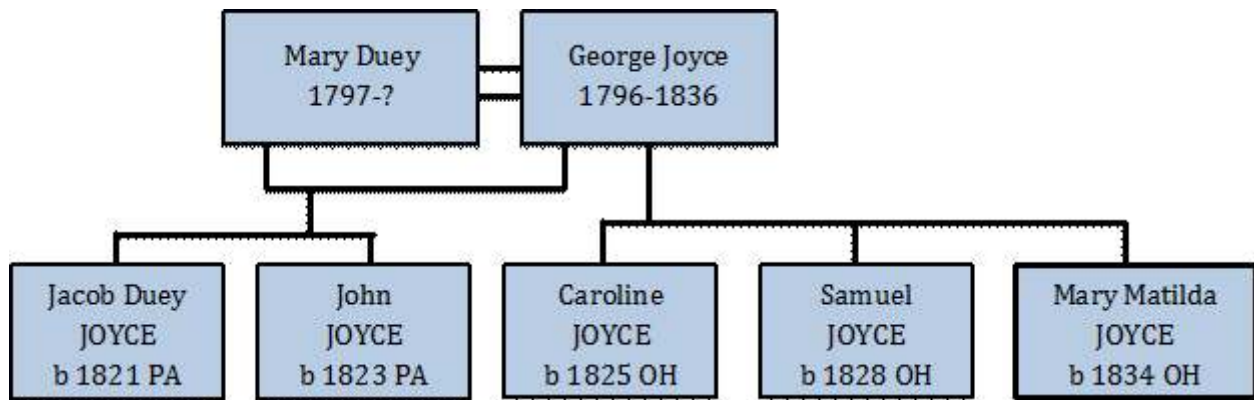 Mary Duey
1797-?
George Joyce
1796-1836
Jacob Duey
JOYCE
b 1821 PA
John
JOYCE
b 1823 PA
Caroline
JOYCE
b 1825 OH
Samuel
JOYCE
b 1828 OH
Mary Matilda
JOYCE
b 1834 OH